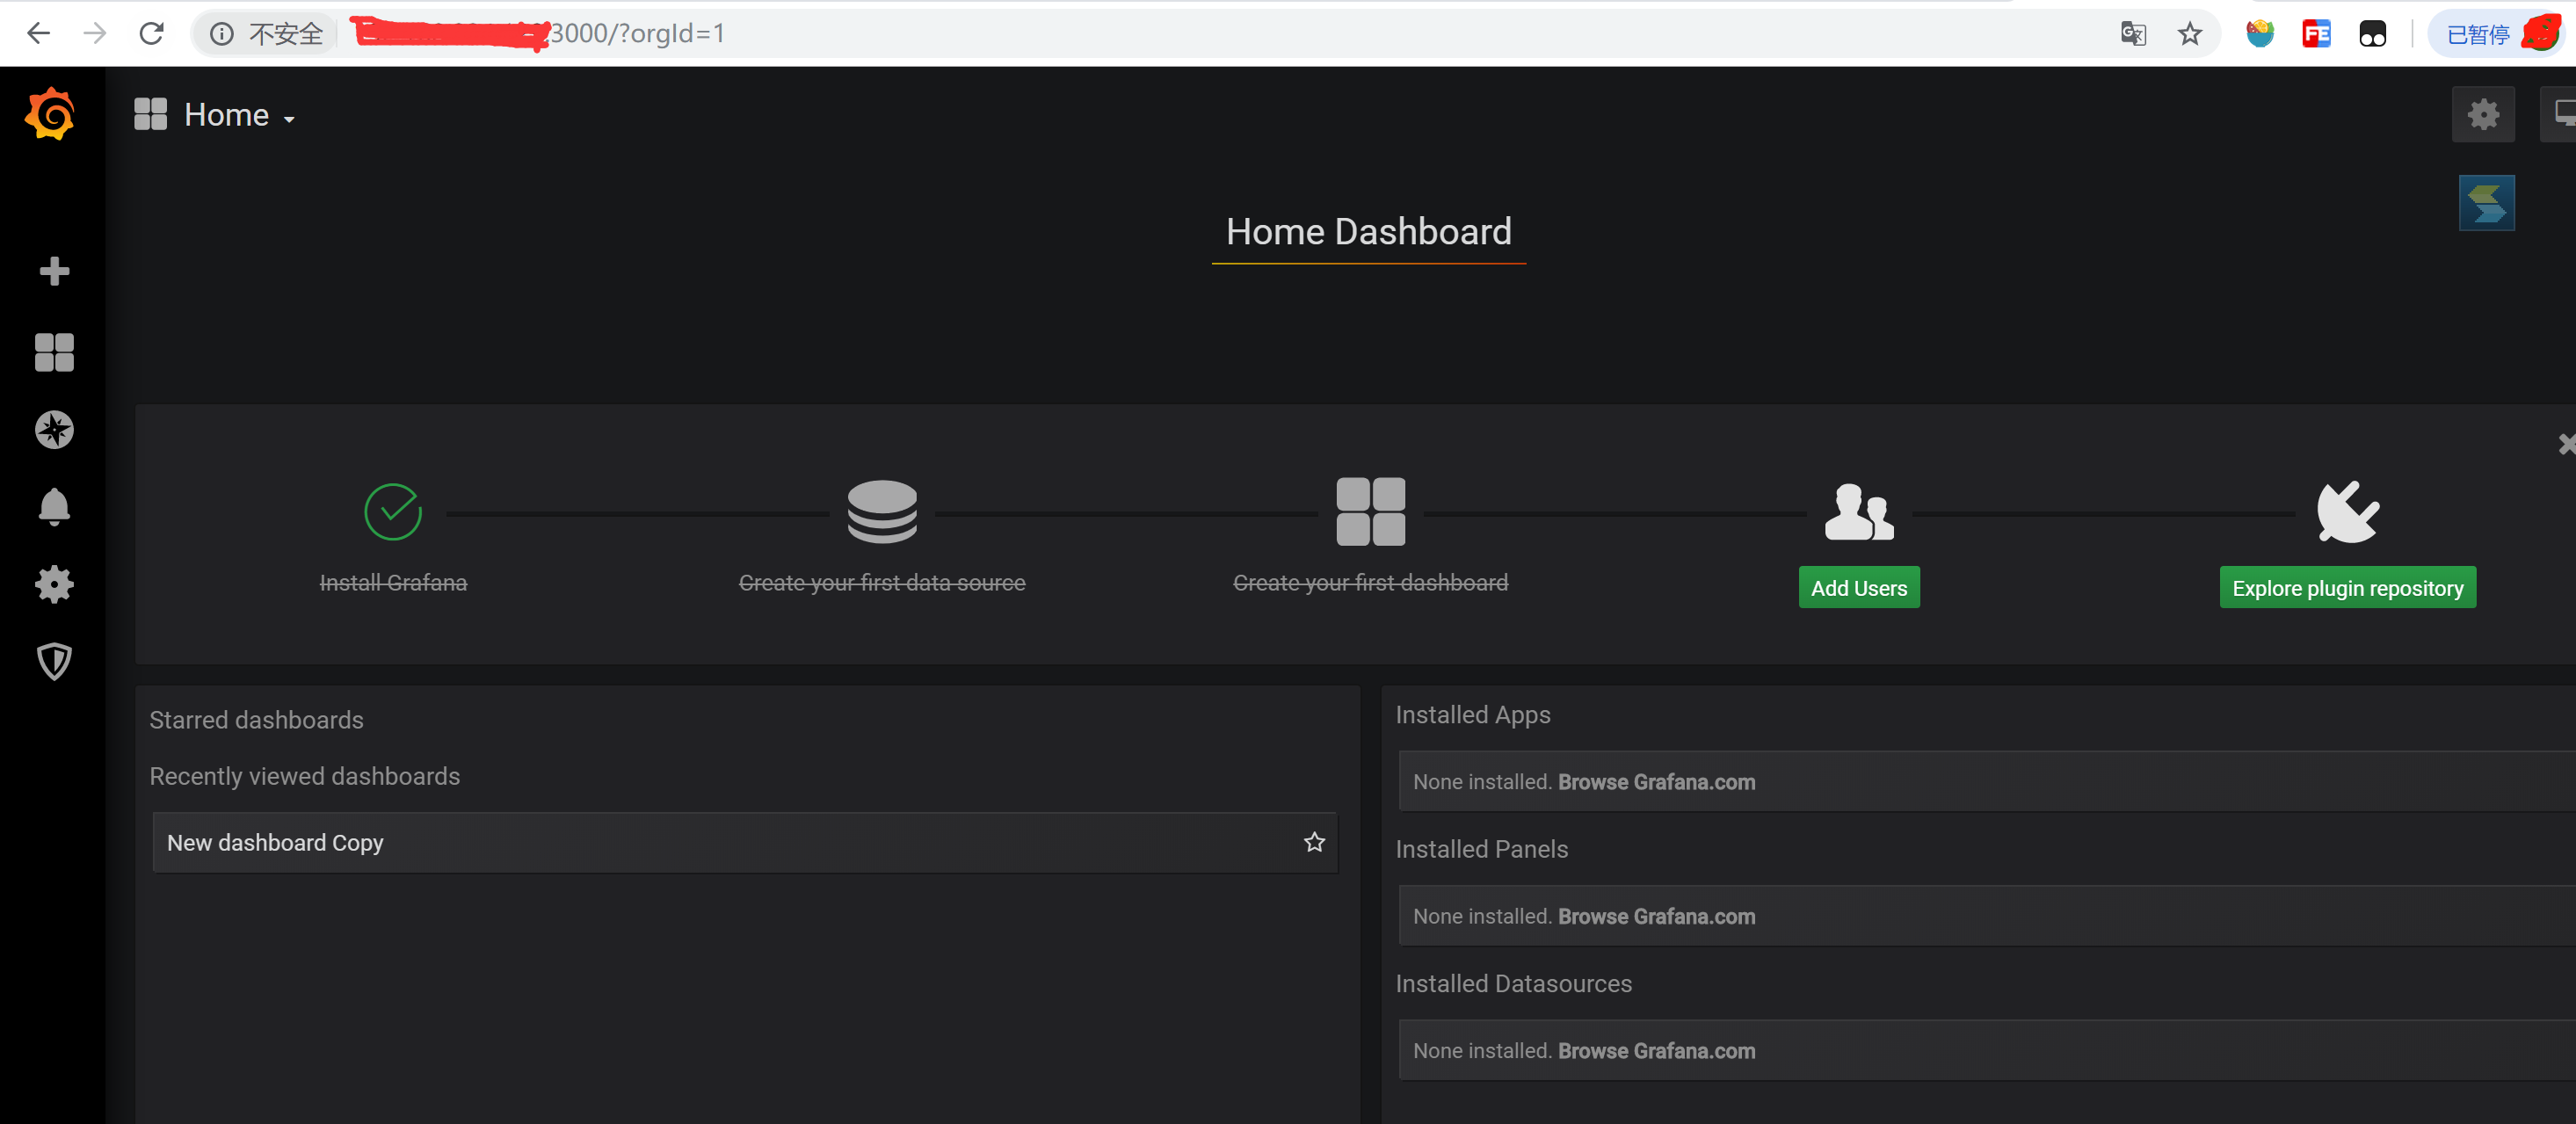 不安全 3000/?orgId=1 已暂停
FE
Home
Home Dashboard
Install Grafana
Create your first data source
Create your first dashboard
Add Users
Explore plugin repository
Starred dashboards
Recently viewed dashboards
New dashboard Copy
Installed Apps
None installed. Browse Grafana.com
Installed Panels
None installed. Browse Grafana.com
Installed Datasources
None installed. Browse Grafana.com